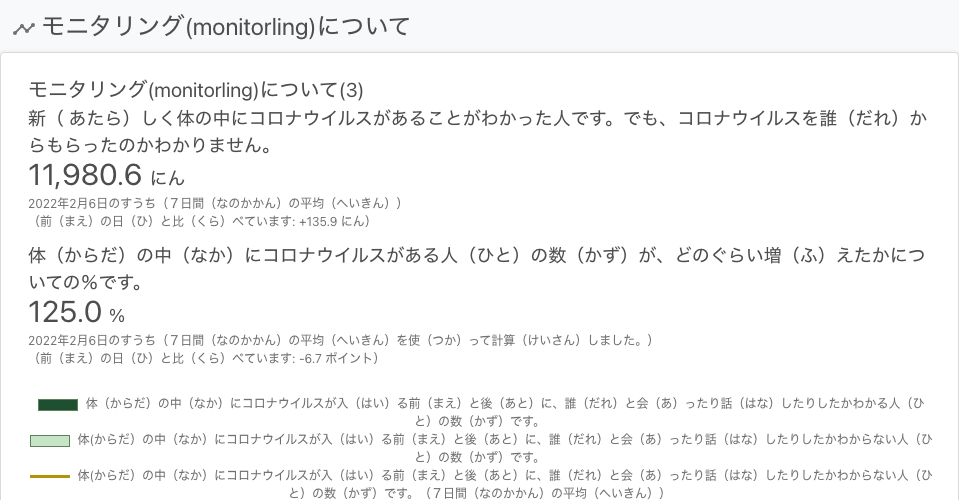 モニタリング(monitorling)について
モニタリング(monitorling)について(3)
新（ あたら）しく体の中にコロナウイルスがあることがわかった人です。でも、コロナウイルスを誰（だれ）か
らもらったのかわかりません。
11,980.6 にん
2022年2月6日のすうち（７日間（なのかかん）の平均（へいきん））
（前（まえ）の日（ひ）と比（くら）べています: +135.9 にん）
体（からだ）の中（なか）にコロナウイルスがある人（ひと）の数（かず）が、どのぐらい増（ふ）えたかにつ
いての%です。
125.0 %
2022年2月6日のすうち（７日間（なのかかん）の平均（へいきん）を使（つか）って計算（けいさん）しました。）
（前（まえ）の日（ひ）と比（くら）べています: -6.7 ポイント）
体（からだ）の中（なか）にコロナウイルスが入（はい）る前（まえ）と後（あと）に、誰（だれ）と会（あ）ったり話（はな）したりしたかわかる人（ひ
と）の数（かず）です。
体(からだ）の中（なか）にコロナウイルスが入（はい）る前（まえ）と後（あと）に、誰（だれ）と会（あ）ったり話（はな）したりしたかわからない人（ひ
と）の数（かず）です。
体(からだ）の中（なか）にコロナウイルスが入（はい）る前（まえ）と後（あと）に、誰（だれ）と会（あ）ったり話（はな）したりしたかわからない人（ひ
と）の数（かず）です。（７日間（なのかかん）の平均（へいきん））